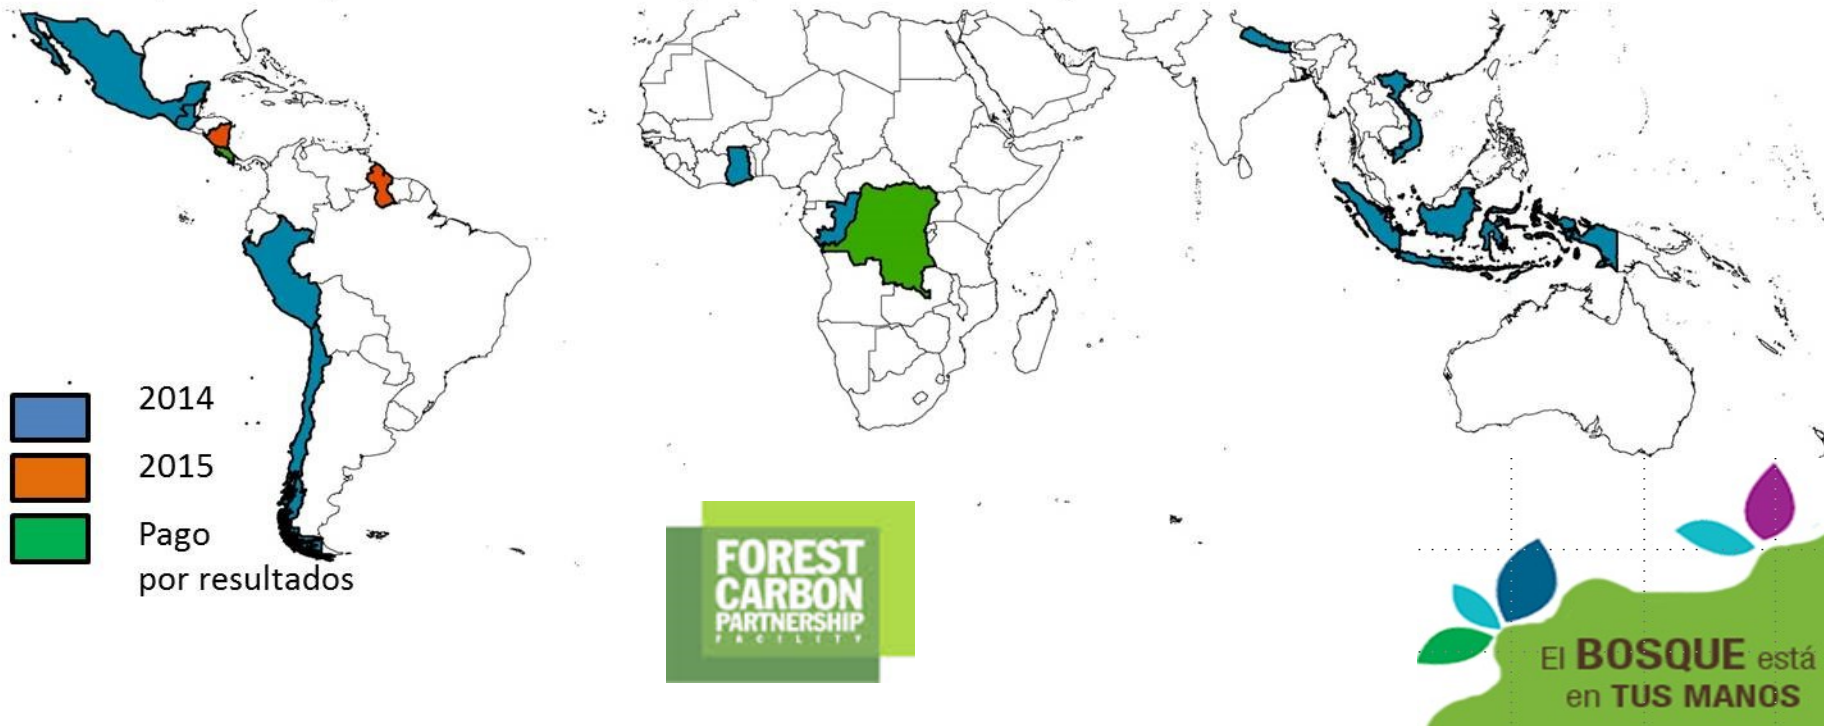 2014
2015
Pago
por resultados
FOREST
CARBON
PARTNERSHIP
FACILITY
El BOSQUE está
en TUS MANOS